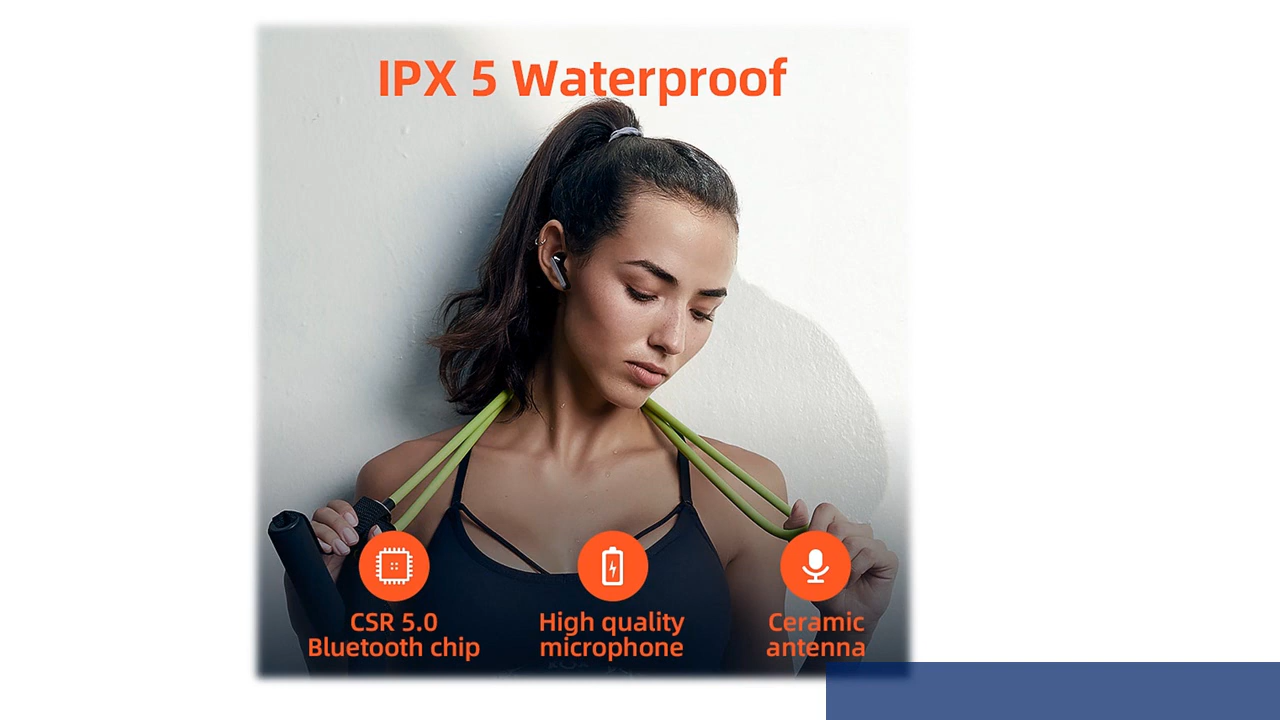 IPX 5 Waterproof
CSR 5.0
Bluetooth chip
High quality
microphone
Ceramic
antenna